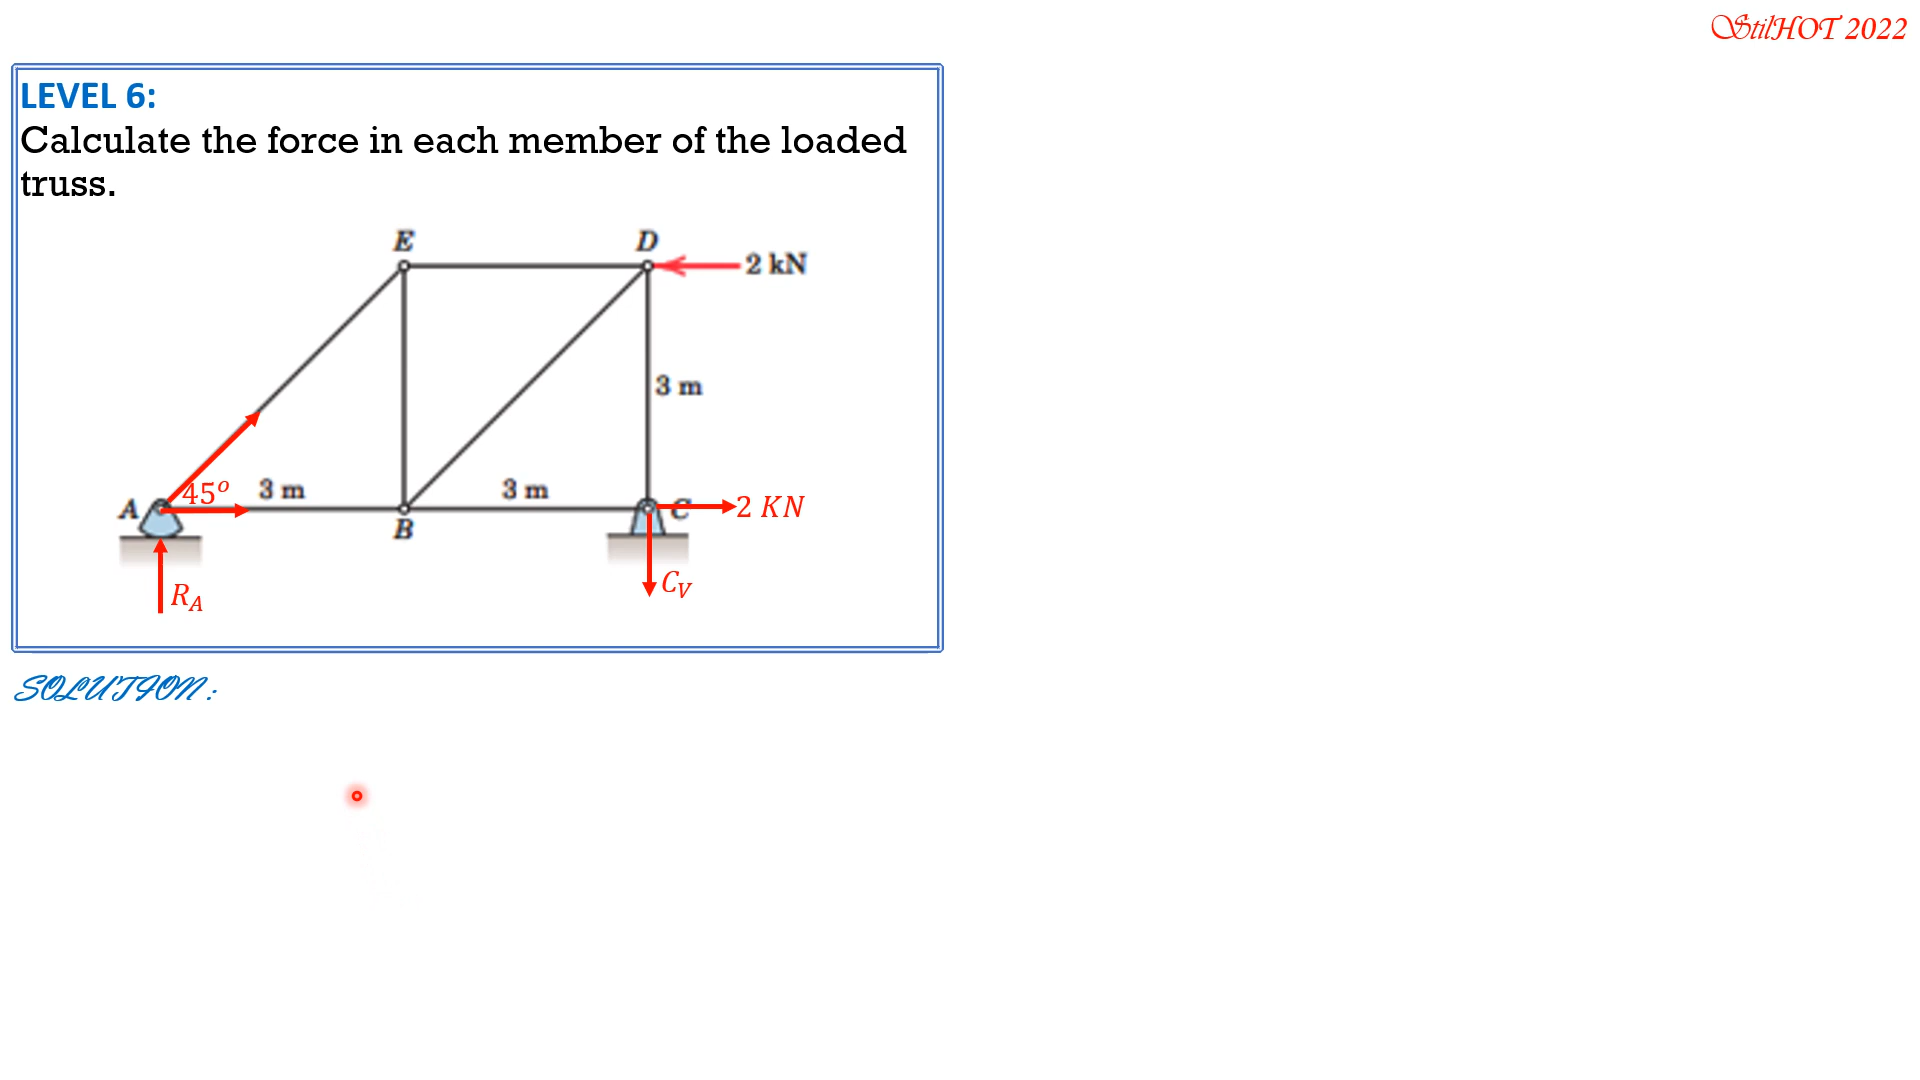 StilHOT 2022
LEVEL 6:
Calculate the force in each member of the loaded
truss.
E
D
2 kN
3 m
A
45°
3 m
3 m
B
C
2 KN
R_A
C_V
SOLUTION: